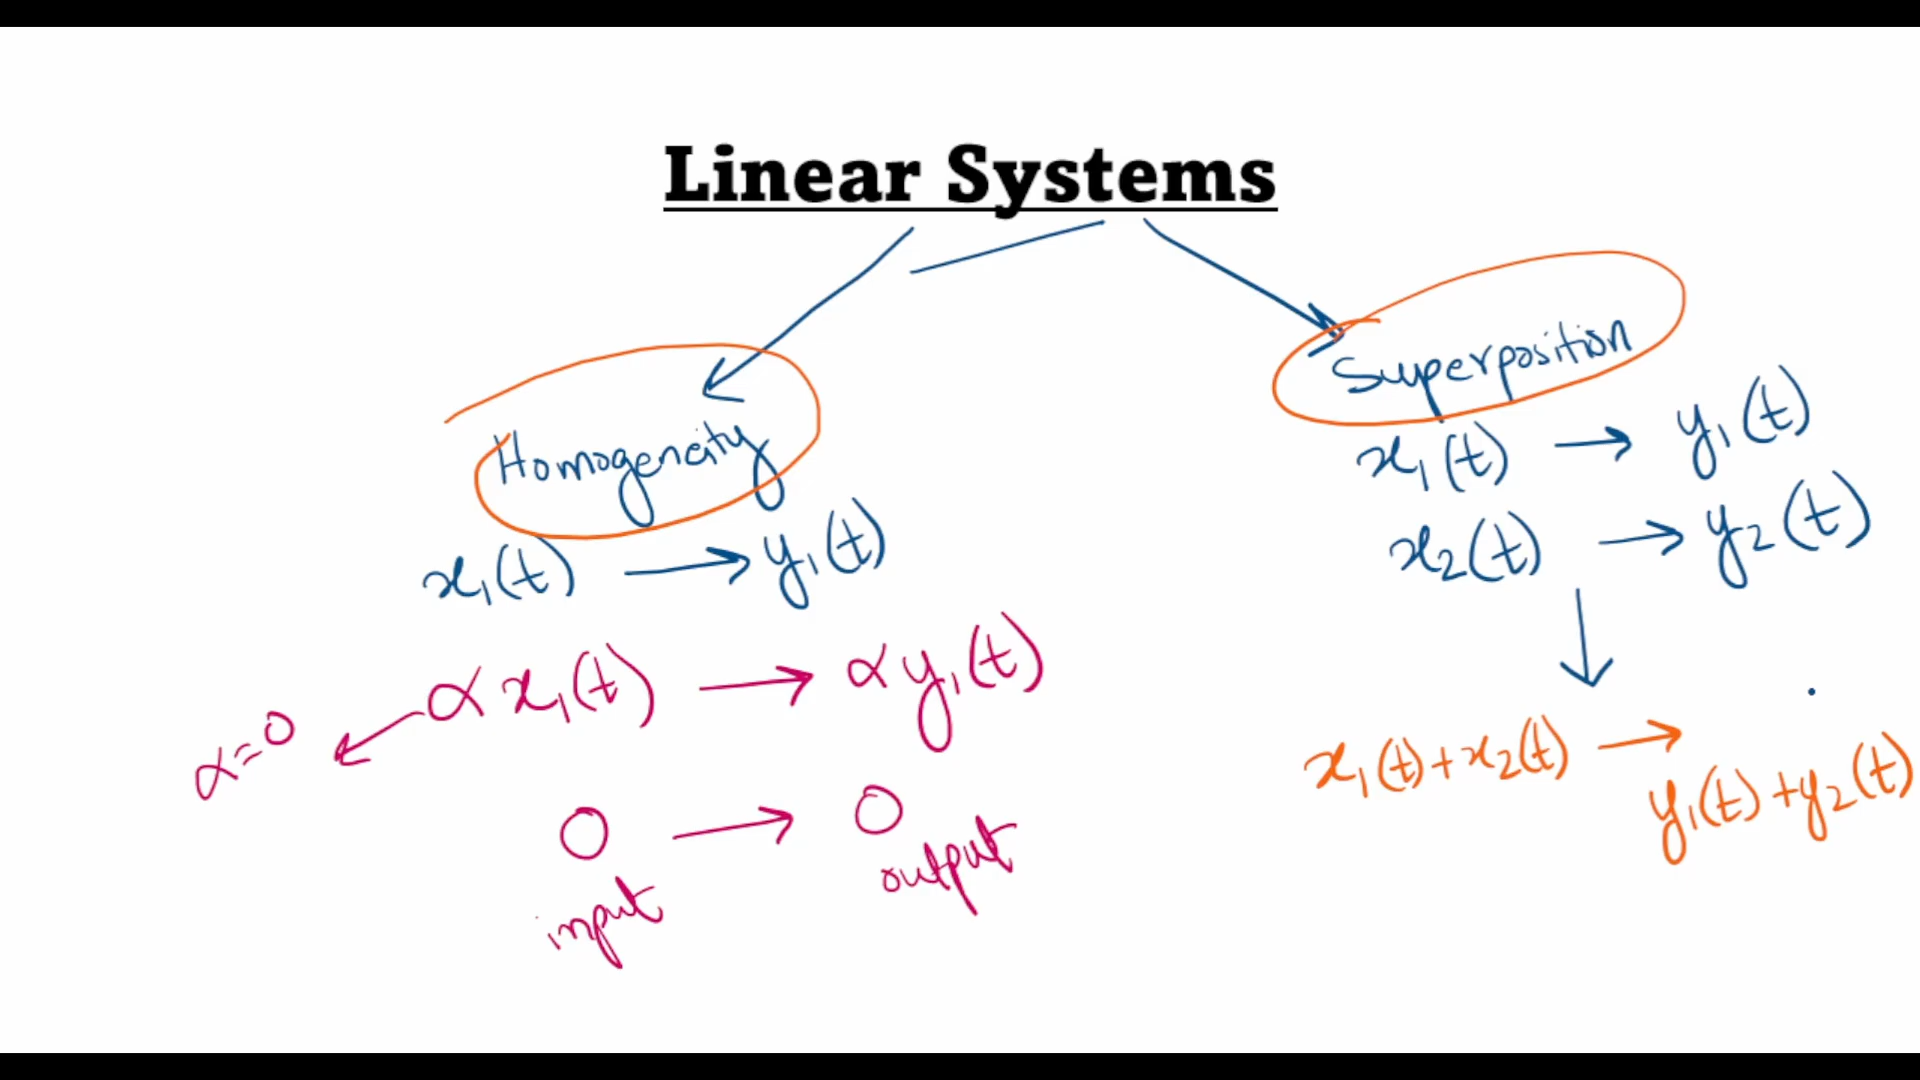 Linear Systems
Homogeneity
x₁(t) → y₁(t)
α x₁(t) → α y₁(t)
α=0
0 → 0
input output
Superposition
x₁(t) → y₁(t)
x₂(t) → y₂(t)
↓
x₁(t)+x₂(t) →
y₁(t)+y₂(t)